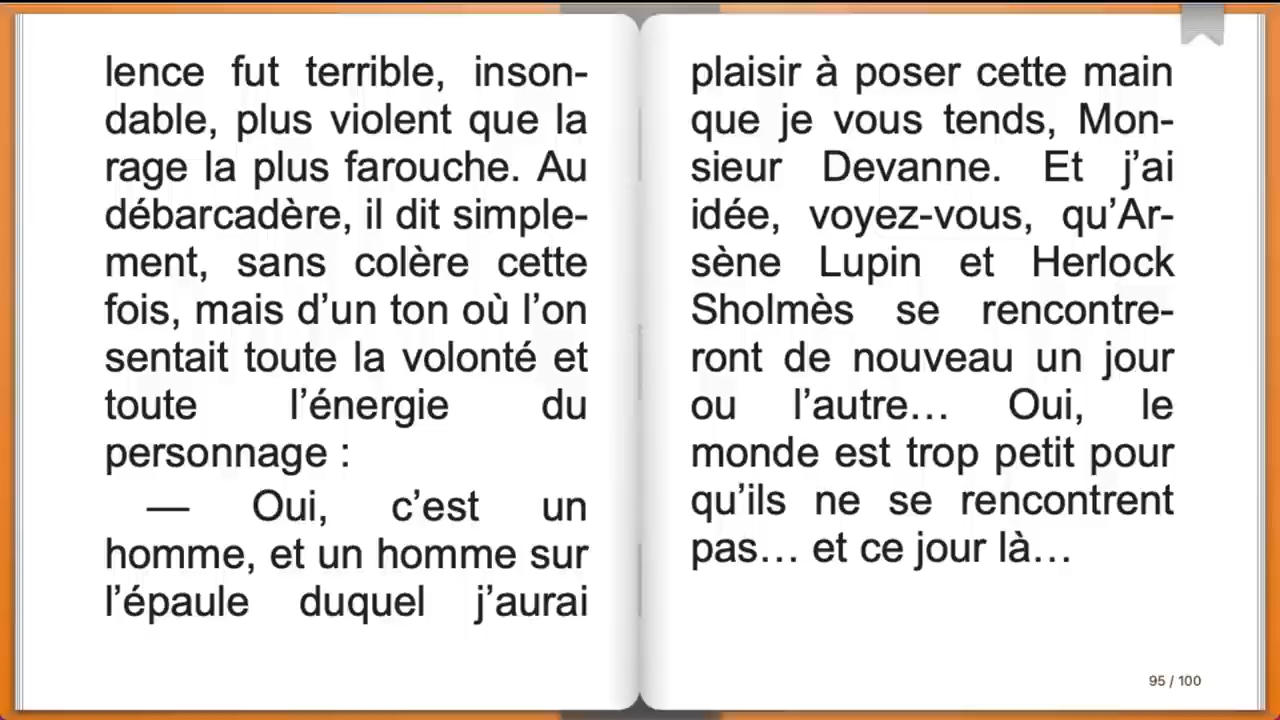 lence fut terrible, inson-
dable, plus violent que la
rage la plus farouche. Au
débarcadère, il dit simple-
ment, sans colère cette
fois, mais d’un ton où l’on
sentait toute la volonté et
toute l’énergie du
personnage :
— Oui, c’est un
homme, et un homme sur
l’épaule duquel j’aurai
plaisir à poser cette main
que je vous tends, Mon-
sieur Devanne. Et j’ai
idée, voyez-vous, qu’Ar-
sène Lupin et Herlock
Sholmès se rencontre-
ront de nouveau un jour
ou l’autre… Oui, le
monde est trop petit pour
qu’ils ne se rencontrent
pas… et ce jour là…
95 / 100